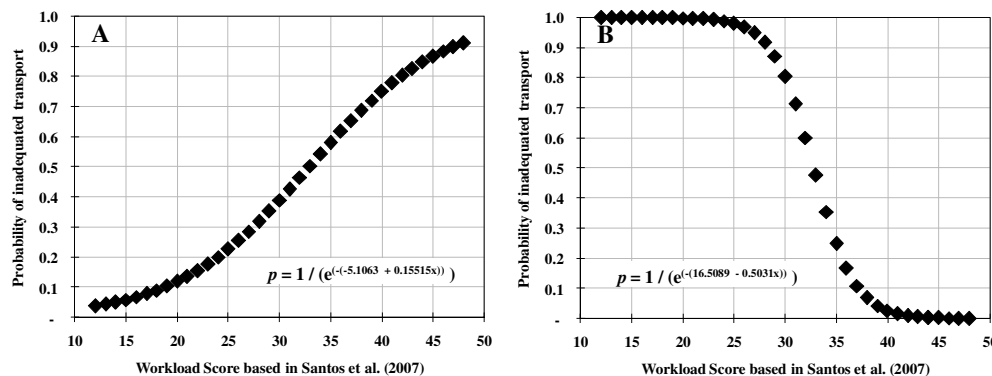 A
Probability of inadequated transport
1.0
0.9
0.8
0.7
0.6
0.5
0.4
0.3
0.2
0.1
-
10 15 20 25 30 35 40 45 50
p = 1 / (e(-(-5.1063 + 0.15515x)) )
Workload Score based in Santos et al. (2007)
B
Probability of inadequated transport
1.0
0.9
0.8
0.7
0.6
0.5
0.4
0.3
0.2
0.1
-
10 15 20 25 30 35 40 45 50
p = 1 / (e(-(16.5089 - 0.5031x)) )
Workload Score based in Santos et al. (2007)